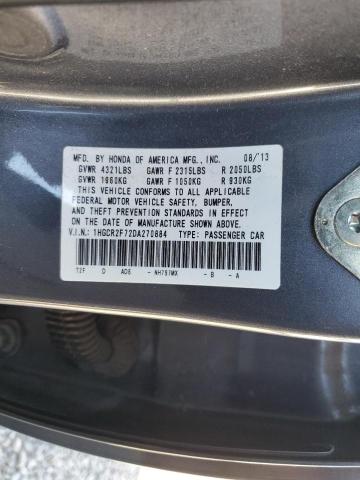 MFD. BY HONDA OF AMERICA MFG., INC. 08/'13
GVWR 4321LBS GAWR F 2315LBS R 2050LBS
GVWR 1960KG GAWR F 1050KG R 930KG
THIS VEHICLE CONFORMS TO ALL APPLICABLE
FEDERAL MOTOR VEHICLE SAFETY, BUMPER,
AND THEFT PREVENTION STANDARDS IN EFFECT
ON THE DATE OF MANUFACTURE SHOWN ABOVE.
V.I.N.: 1HGCR2F72DA270884 TYPE: PASSENGER CAR
T2F D AD6 - NH797MX - B - A